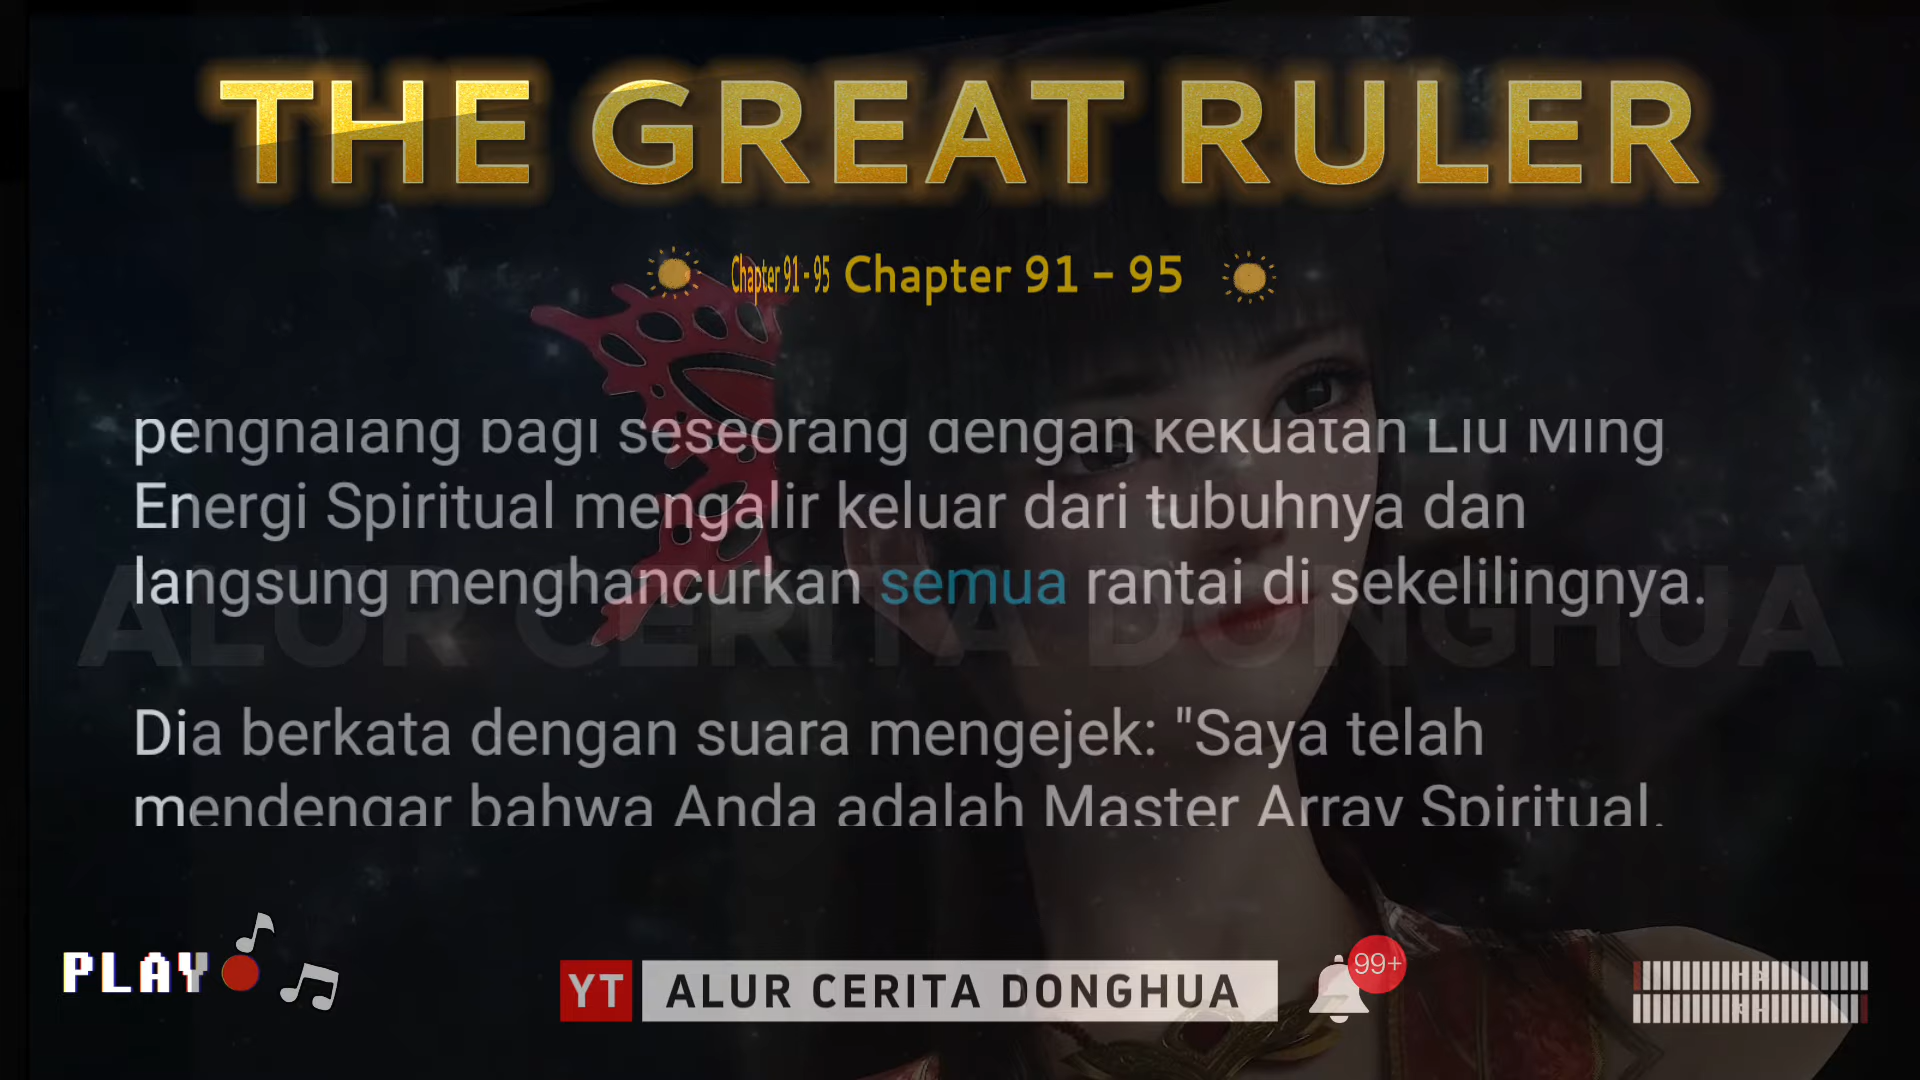 THE GREAT RULER
Chapter 91 - 95 Chapter 91 - 95
penghalang bagi seseorang dengan kekuatan Liu Ming
Energi Spiritual mengalir keluar dari tubuhnya dan
langsung menghancurkan semua rantai di sekelilingnya.
ALUR CERITA DONGHUA
Dia berkata dengan suara mengejek: "Saya telah
mendengar bahwa Anda adalah Master Array Spiritual.
PLAY
YT ALUR CERITA DONGHUA
99+